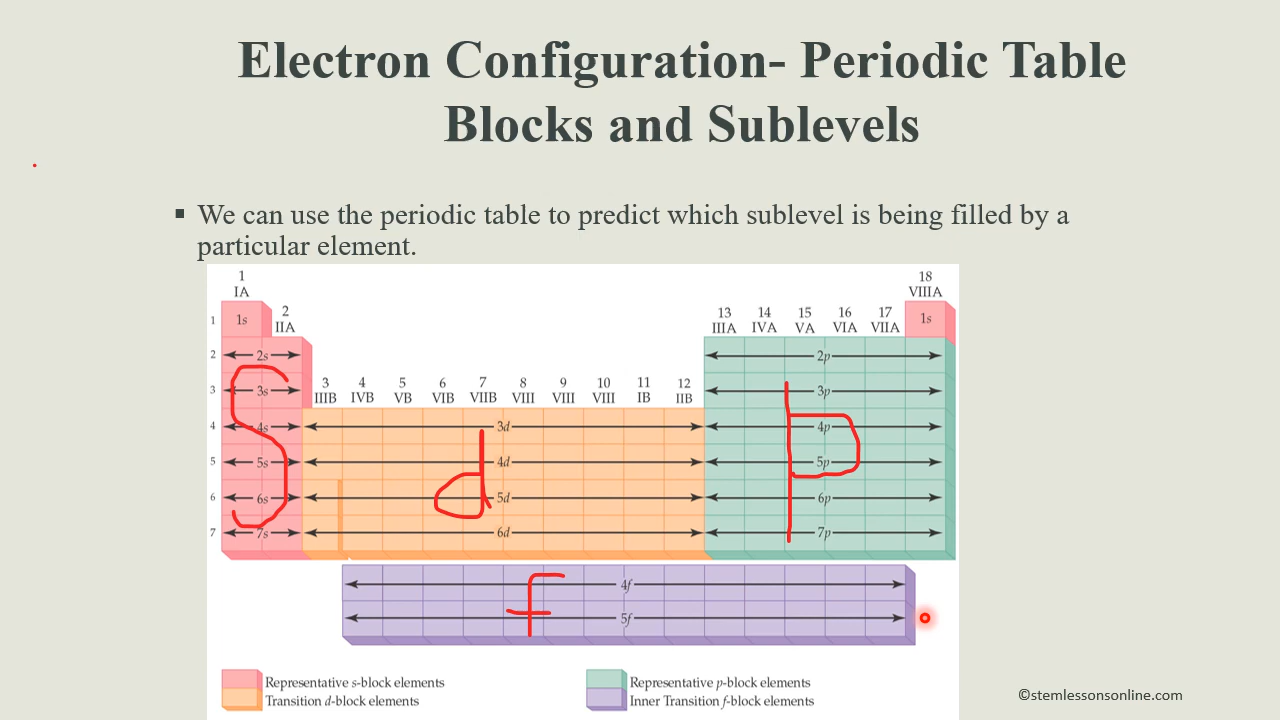 Electron Configuration- Periodic Table
Blocks and Sublevels
▪ We can use the periodic table to predict which sublevel is being filled by a
particular element.
1 18
IA VIIIA
1 1s 2 13 14 15 16 17 1s
IIA IIIA IVA VA VIA VIIA
2 2s 2p
3 3s 3 4 5 6 7 8 9 10 11 12 3p
IIIB IVB VB VIB VIIB VIII VIII VIII IB IIB
4 4s 3d 4p
5 5s 4d 5p
6 6s 5d 6p
7 7s 6d 7p
S d P
4f
5f
f
Representative s-block elements Representative p-block elements
Transition d-block elements Inner Transition f-block elements
©stemlessonsonline.com